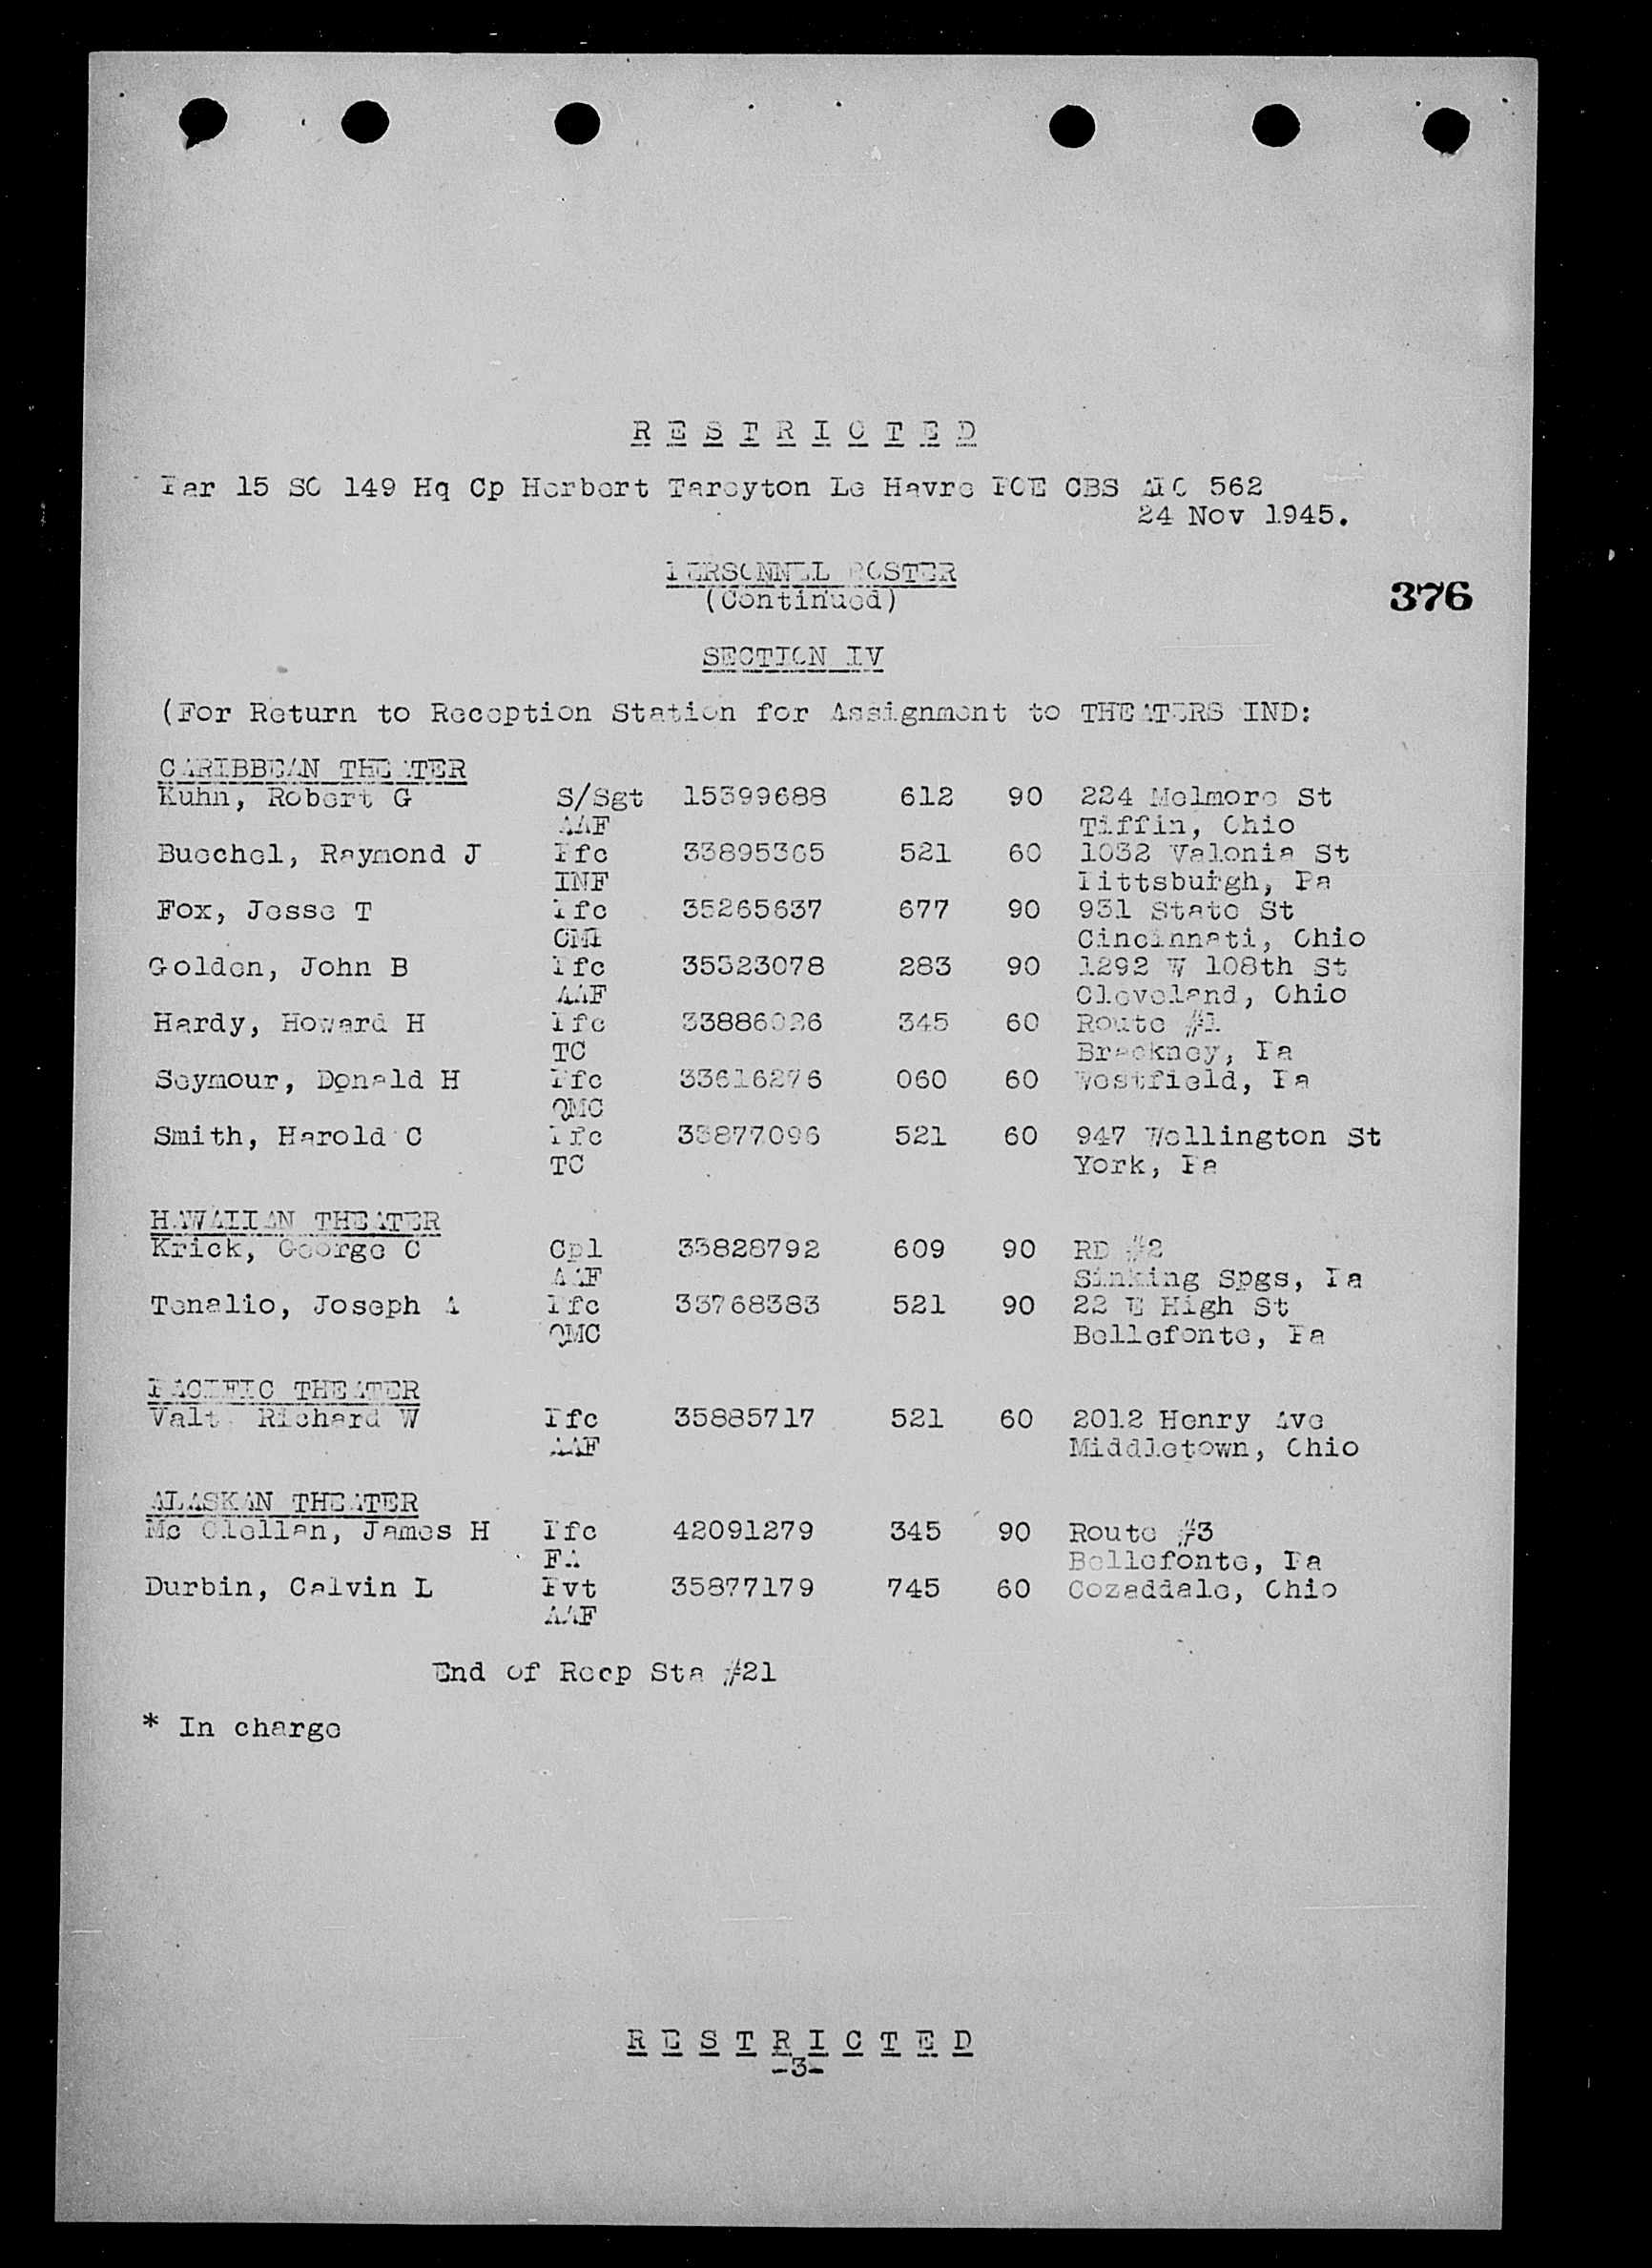 R E S T R I C T E D
Par 15 SO 149 Hq Cp Herbert Tareyton Le Havre POE CBS APO 562
24 Nov 1945.
PERSONNEL ROSTER
(Continued)
376
SECTION IV
(For Return to Reception Station for Assignment to THEATERS IND:
CARIBBEAN THEATER
Kuhn, Robert G S/Sgt 15399688 612 90 224 Melmore St
AAF Tiffin, Ohio
Buechel, Raymond J Pfc 33895365 521 60 1032 Valonia St
INF Pittsburgh, Pa
Fox, Jesse T Pfc 35265637 677 90 931 State St
CMP Cincinnati, Ohio
Golden, John B Pfc 35323078 283 90 1292 W 108th St
AAF Cleveland, Ohio
Hardy, Howard H Pfc 33886026 345 60 Route #1
TC Brackney, Pa
Seymour, Donald H Pfc 33616276 060 60 Westfield, Pa
QMC
Smith, Harold C Pfc 33877096 521 60 947 Wellington St
TC York, Pa
HAWAIIAN THEATER
Krick, George C Cpl 33828792 609 90 RD #2
AAF Sinking Spgs, Pa
Tenalio, Joseph A Pfc 33768383 521 90 22 E High St
QMC Bellefonte, Pa
PACIFIC THEATER
Valt, Richard W Pfc 35885717 521 60 2012 Henry Ave
AAF Middletown, Ohio
ALASKAN THEATER
Mc Clellan, James H Pfc 42091279 345 90 Route #3
FA Bellefonte, Pa
Durbin, Calvin L Pvt 35877179 745 60 Cozaddale, Ohio
AAF
End of Recp Sta #21
* In charge
R E S T R I C T E D
-3-